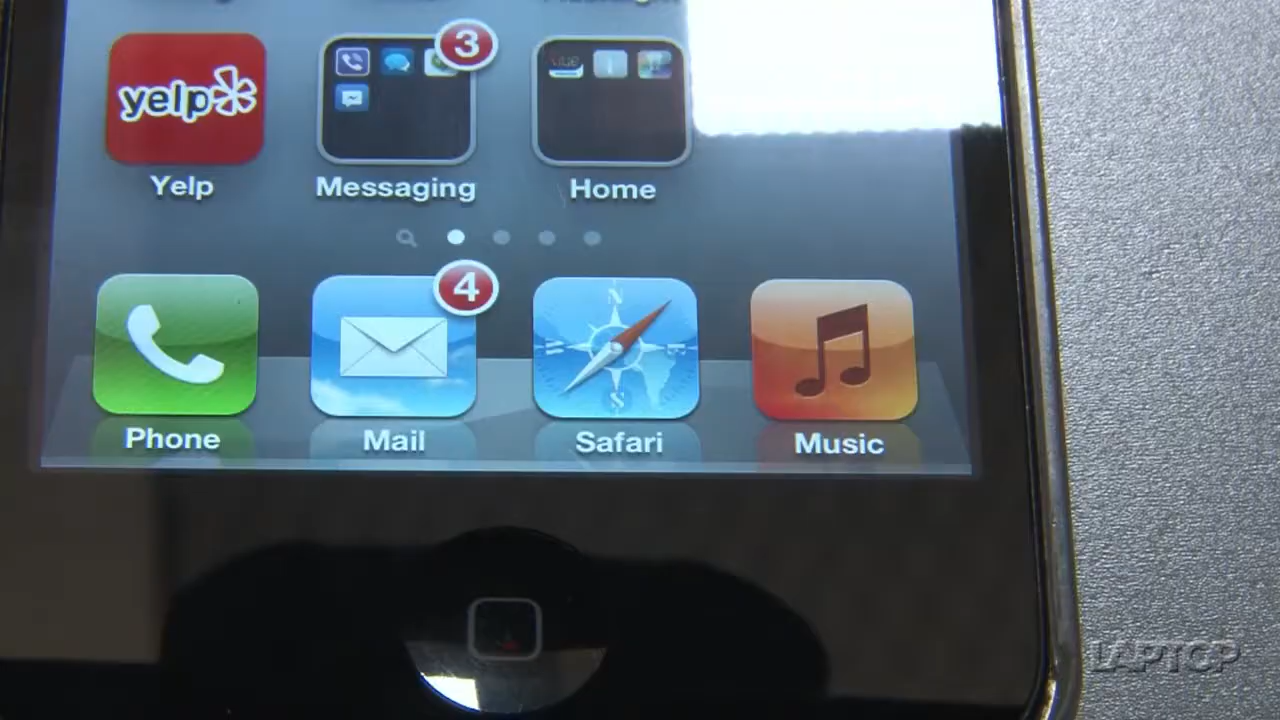 yelp
3
Yelp
Messaging
Home
4
N
S
Phone
Mail
Safari
Music
LAPTOP